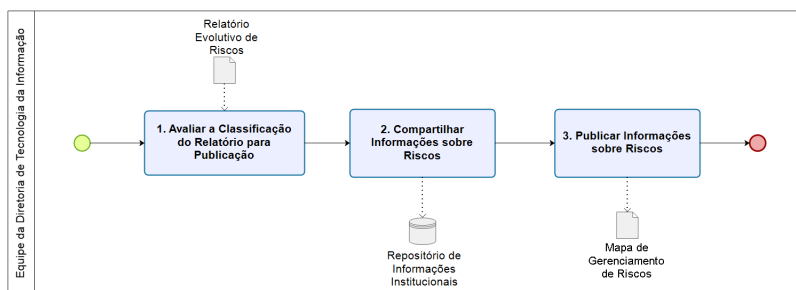 Equipe da Diretoria de Tecnologia da Informação
Relatório
Evolutivo de
Riscos
1. Avaliar a Classificação
do Relatório para
Publicação
2. Compartilhar
Informações sobre
Riscos
3. Publicar Informações
sobre Riscos
Repositório de
Informações
Institucionais
Mapa de
Gerenciamento
de Riscos